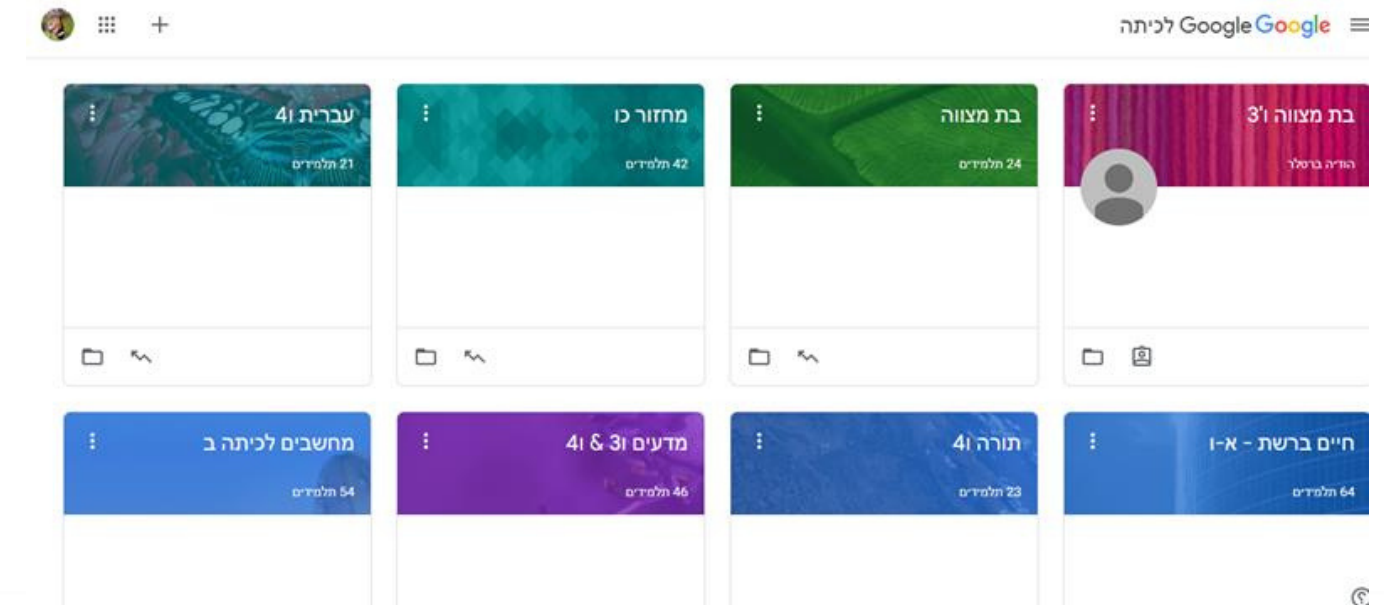 Google Google לכיתה
בת מצווה ו'3
הודיה ברסלר
בת מצווה
24 תלמידים
מחזור כו
42 תלמידים
עברית ו4
21 תלמידים
חיים ברשת - א-ו
64 תלמידים
תורה ו4
23 תלמידים
מדעים ו3 & ו4
46 תלמידים
מחשבים לכיתה ב
54 תלמידים